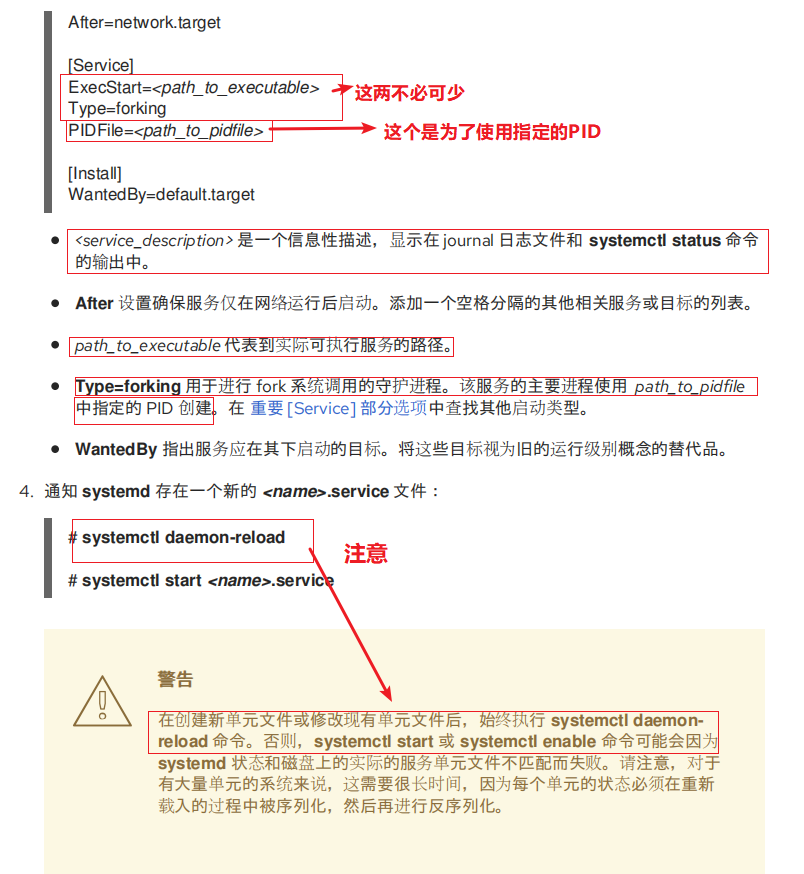 After=network.target
[Service]
ExecStart=<path_to_executable>
这两不必可少
Type=forking
PIDFile=<path_to_pidfile>
这个是为了使用指定的PID
[Install]
WantedBy=default.target
● <service_description> 是一个信息性描述，显示在 journal 日志文件和 systemctl status 命令
的输出中。
● After 设置确保服务仅在网络运行后启动。添加一个空格分隔的其他相关服务或目标的列表。
● path_to_executable 代表到实际可执行服务的路径。
● Type=forking 用于进行 fork 系统调用的守护进程。该服务的主要进程使用 path_to_pidfile
中指定的 PID 创建。在 重要 [Service] 部分选项中查找其他启动类型。
● WantedBy 指出服务应在其下启动的目标。将这些目标视为旧的运行级别概念的替代品。
4. 通知 systemd 存在一个新的 <name>.service 文件：
# systemctl daemon-reload
注意
# systemctl start <name>.service
警告
在创建新单元文件或修改现有单元文件后，始终执行 systemctl daemon-
reload 命令。否则，systemctl start 或 systemctl enable 命令可能会因为
systemd 状态和磁盘上的实际的服务单元文件不匹配而失败。请注意，对于
有大量单元的系统来说，这需要很长时间，因为每个单元的状态必须在重新
载入的过程中被序列化，然后再进行反序列化。